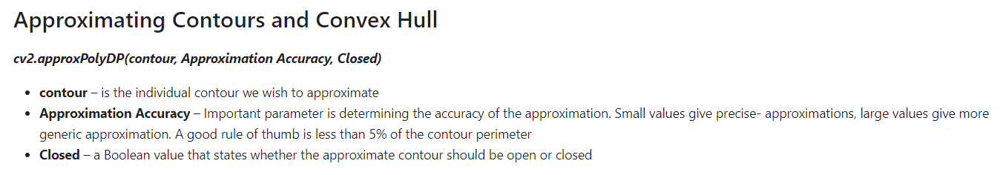 Approximating Contours and Convex Hull
cv2.approxPolyDP(contour, Approximation Accuracy, Closed)
• contour – is the individual contour we wish to approximate
• Approximation Accuracy – Important parameter is determining the accuracy of the approximation. Small values give precise- approximations, large values give more
generic approximation. A good rule of thumb is less than 5% of the contour perimeter
• Closed – a Boolean value that states whether the approximate contour should be open or closed